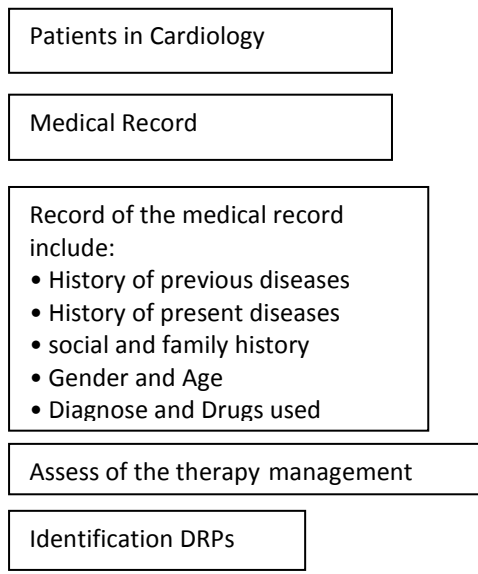 Patients in Cardiology
Medical Record
Record of the medical record
include:
• History of previous diseases
• History of present diseases
• social and family history
• Gender and Age
• Diagnose and Drugs used
Assess of the therapy management
Identification DRPs